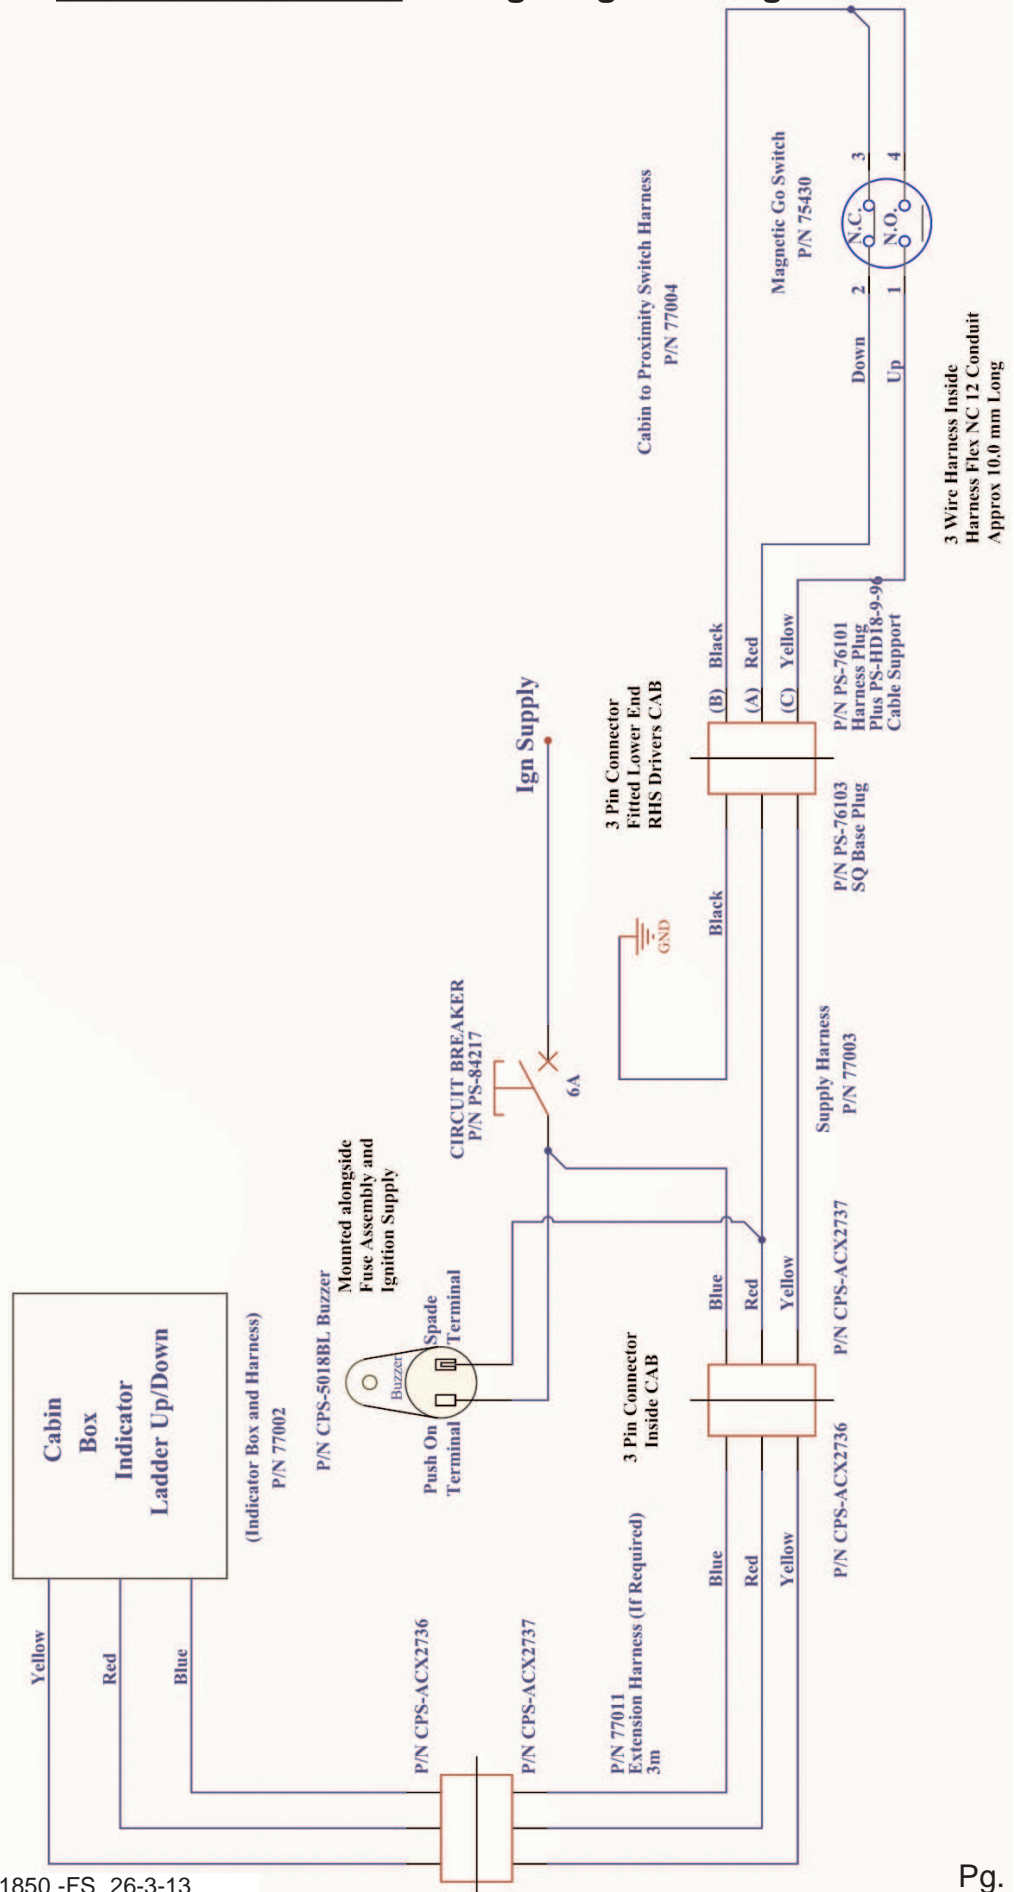 Cabin
Box
Indicator
Ladder Up/Down
(Indicator Box and Harness)
P/N 77002
Yellow
Red
Blue
P/N CPS-ACX2736
P/N CPS-ACX2737
P/N 77011
Extension Harness (If Required)
3m
P/N CPS-5018BL Buzzer
Mounted alongside
Fuse Assembly and
Ignition Supply
Buzzer
Push On
Terminal
Spade
Terminal
3 Pin Connector
Inside CAB
Blue
Red
Yellow
P/N CPS-ACX2736
Blue
Red
Yellow
P/N CPS-ACX2737
CIRCUIT BREAKER
P/N PS-84217
6A
Ign Supply
Supply Harness
P/N 77003
GND
Black
3 Pin Connector
Fitted Lower End
RHS Drivers CAB
P/N PS-76103
SQ Base Plug
(B) Black
(A) Red
(C) Yellow
P/N PS-76101
Harness Plug
Plus PS-HD18-9-96
Cable Support
Cabin to Proximity Switch Harness
P/N 77004
Magnetic Go Switch
P/N 75430
Down
Up
2
1
N.C.
N.O.
3
4
3 Wire Harness Inside
Harness Flex NC 12 Conduit
Approx 10.0 mm Long
1850 -FS 26-3-13
Pg.